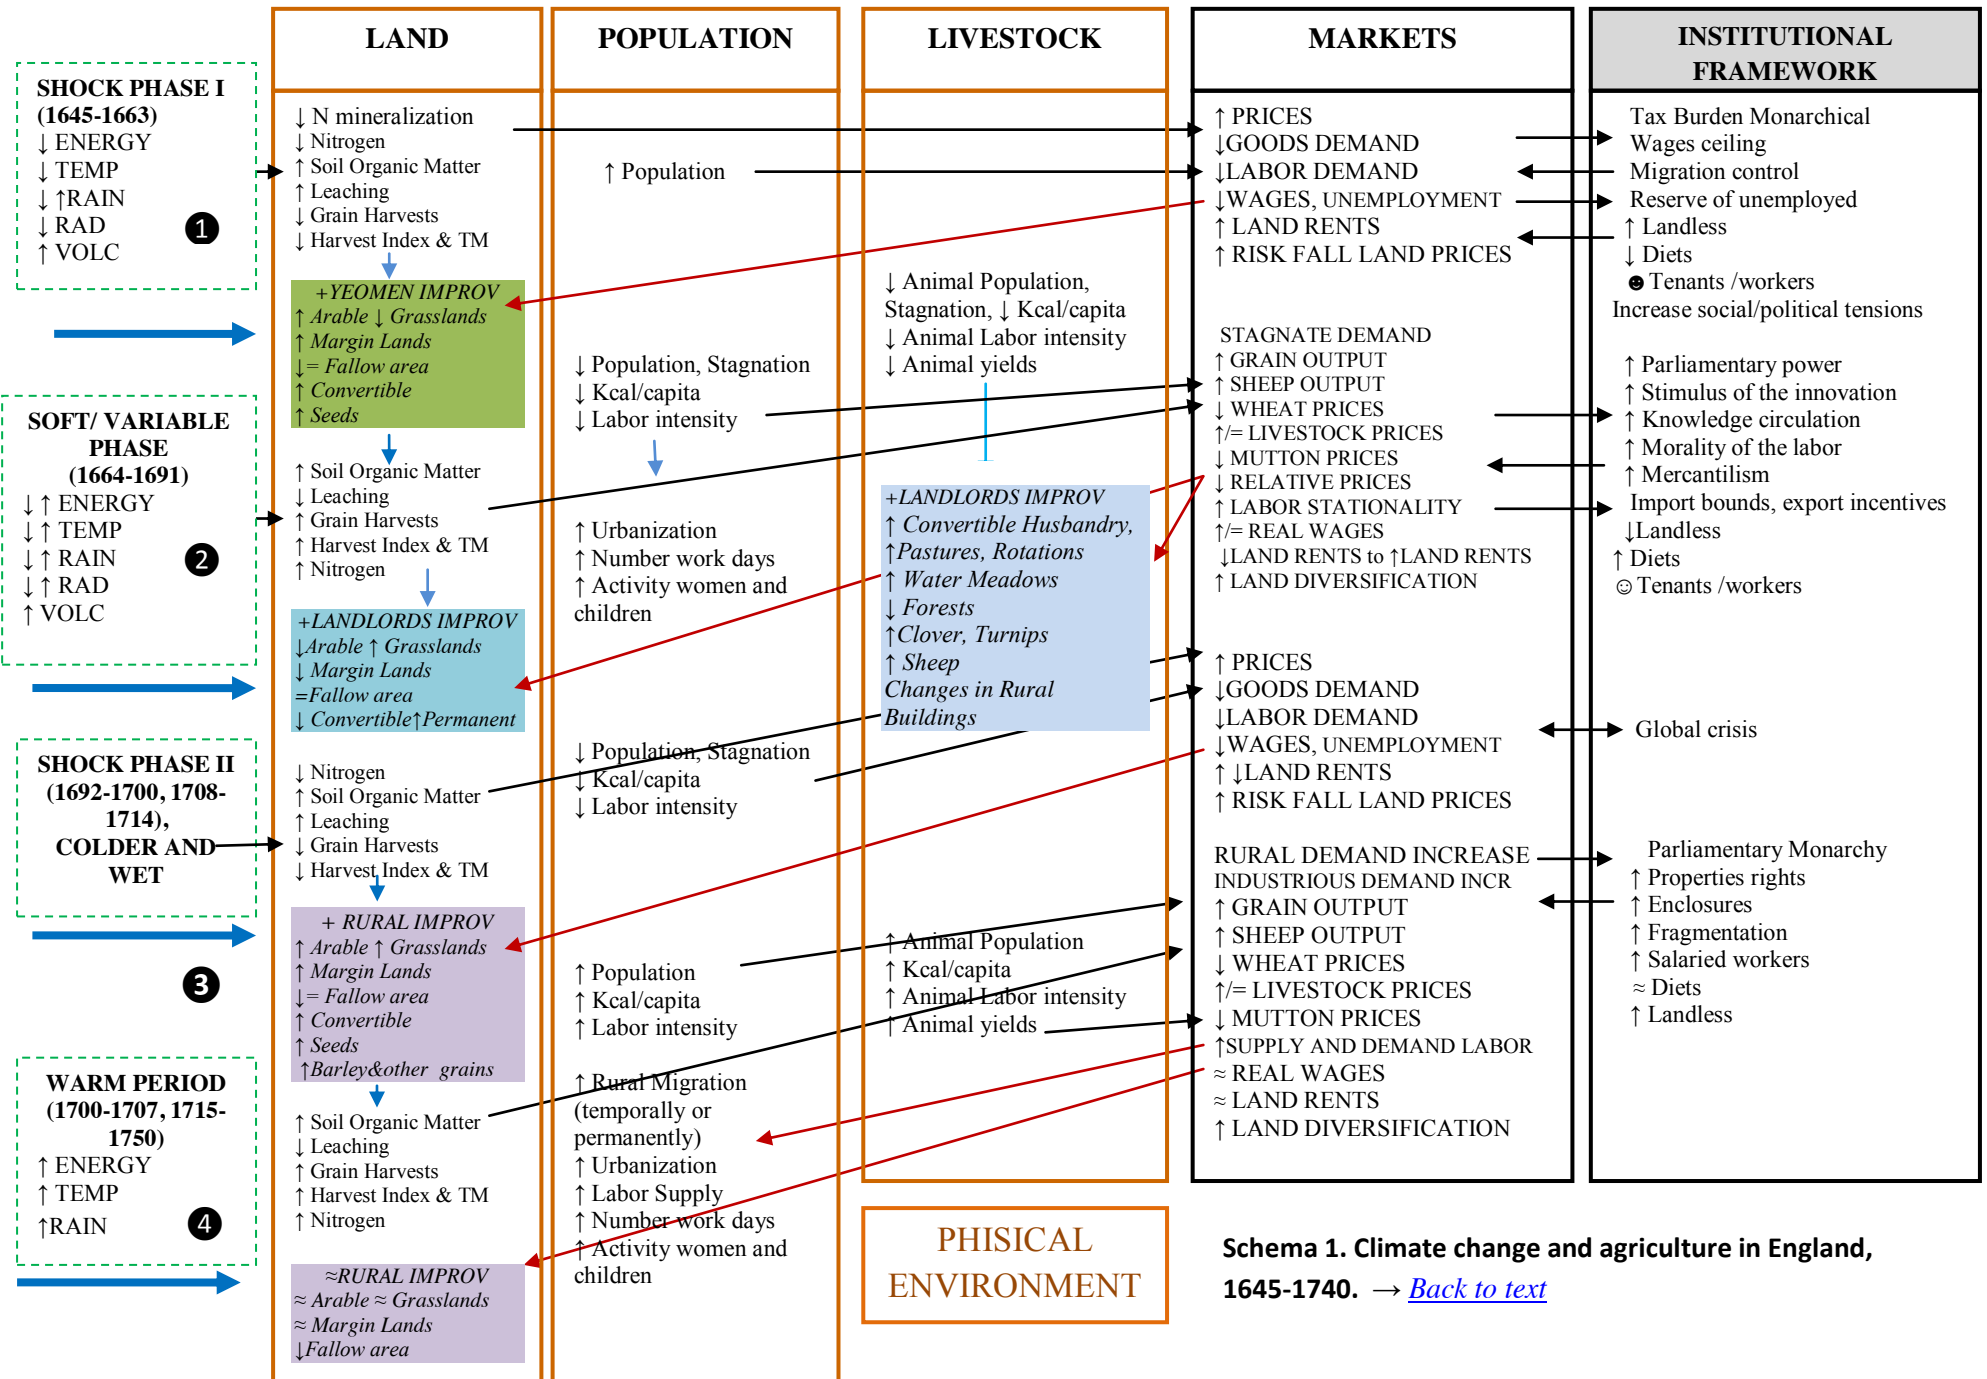 LAND
POPULATION
LIVESTOCK
MARKETS
INSTITUTIONAL
FRAMEWORK
SHOCK PHASE I
(1645-1663)
↓ ENERGY
↓ TEMP
↓ ↑RAIN
↓ RAD
↑ VOLC
1
SOFT/ VARIABLE
PHASE
(1664-1691)
↓ ↑ ENERGY
↓↑ TEMP
↓↑ RAIN
↓↑ RAD
↑ VOLC
2
SHOCK PHASE II
(1692-1700, 1708-
1714),
COLDER AND
WET
3
WARM PERIOD
(1700-1707, 1715-
1750)
↑ ENERGY
↑ TEMP
↑RAIN
4
↓ N mineralization
↓ Nitrogen
↑ Soil Organic Matter
↑ Leaching
↓ Grain Harvests
↓ Harvest Index & TM
+YEOMEN IMPROV
↑ Arable ↓ Grasslands
↑ Margin Lands
↓= Fallow area
↑ Convertible
↑ Seeds
↑ Soil Organic Matter
↓ Leaching
↑ Grain Harvests
↑ Harvest Index & TM
↑ Nitrogen
+LANDLORDS IMPROV
↓Arable ↑ Grasslands
↓ Margin Lands
=Fallow area
↓ Convertible↑Permanent
↓ Nitrogen
↑ Soil Organic Matter
↑ Leaching
↓ Grain Harvests
↓ Harvest Index & TM
+ RURAL IMPROV
↑ Arable ↑ Grasslands
↑ Margin Lands
↓= Fallow area
↑ Convertible
↑ Seeds
↑Barley&other grains
↑ Soil Organic Matter
↓ Leaching
↑ Grain Harvests
↑ Harvest Index & TM
↑ Nitrogen
≈RURAL IMPROV
≈ Arable ≈ Grasslands
≈ Margin Lands
↓Fallow area
↑ Population
↓ Population, Stagnation
↓ Kcal/capita
↓ Labor intensity
↑ Urbanization
↑ Number work days
↑ Activity women and
children
↓ Population, Stagnation
↓ Kcal/capita
↓ Labor intensity
↑ Population
↑ Kcal/capita
↑ Labor intensity
↑ Rural Migration
(temporally or
permanently)
↑ Urbanization
↑ Labor Supply
↑ Number work days
↑ Activity women and
children
↓ Animal Population,
Stagnation, ↓ Kcal/capita
↓ Animal Labor intensity
↓ Animal yields
+LANDLORDS IMPROV
↑ Convertible Husbandry,
↑Pastures, Rotations
↑ Water Meadows
↓ Forests
↑Clover, Turnips
↑ Sheep
Changes in Rural
Buildings
↑ Animal Population
↑ Kcal/capita
↑ Animal Labor intensity
↑ Animal yields
↑ PRICES
↓GOODS DEMAND
↓LABOR DEMAND
↓WAGES, UNEMPLOYMENT
↑ LAND RENTS
↑ RISK FALL LAND PRICES
STAGNATE DEMAND
↑ GRAIN OUTPUT
↑ SHEEP OUTPUT
↓ WHEAT PRICES
↑/= LIVESTOCK PRICES
↓ MUTTON PRICES
↓ RELATIVE PRICES
↑ LABOR STATIONALITY
↑/= REAL WAGES
↓LAND RENTS to ↑LAND RENTS
↑ LAND DIVERSIFICATION
↑ PRICES
↓GOODS DEMAND
↓LABOR DEMAND
↓WAGES, UNEMPLOYMENT
↑ ↓LAND RENTS
↑ RISK FALL LAND PRICES
RURAL DEMAND INCREASE
INDUSTRIOUS DEMAND INCR
↑ GRAIN OUTPUT
↑ SHEEP OUTPUT
↓ WHEAT PRICES
↑/= LIVESTOCK PRICES
↓ MUTTON PRICES
↑SUPPLY AND DEMAND LABOR
≈ REAL WAGES
≈ LAND RENTS
↑ LAND DIVERSIFICATION
Tax Burden Monarchical
Wages ceiling
Migration control
Reserve of unemployed
↑ Landless
↓ Diets
☻Tenants /workers
Increase social/political tensions
↑ Parliamentary power
↑ Stimulus of the innovation
↑ Knowledge circulation
↑ Morality of the labor
↑ Mercantilism
Import bounds, export incentives
↓Landless
↑ Diets
☺Tenants /workers
Global crisis
Parliamentary Monarchy
↑ Properties rights
↑ Enclosures
↑ Fragmentation
↑ Salaried workers
≈ Diets
↑ Landless
PHISICAL
ENVIRONMENT
Schema 1. Climate change and agriculture in England,
1645-1740. → Back to text